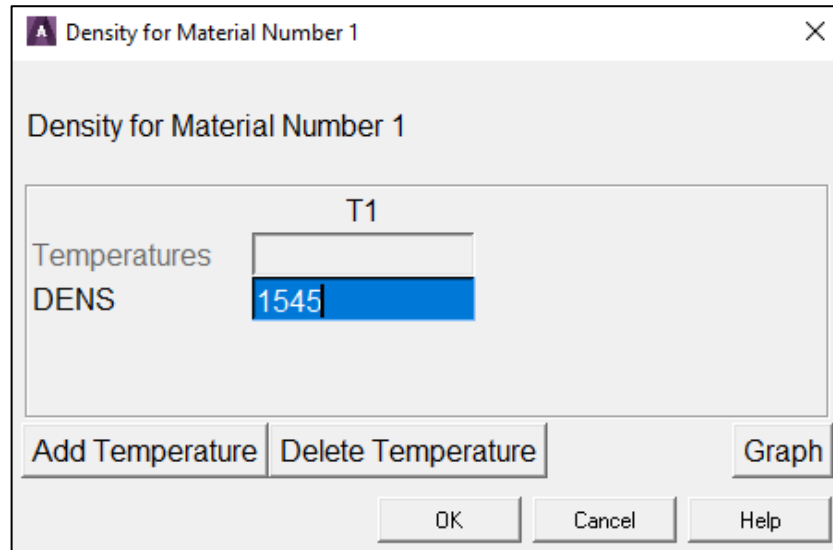 Density for Material Number 1
Density for Material Number 1
T1
Temperatures
DENS 1545
Add Temperature Delete Temperature Graph
OK Cancel Help